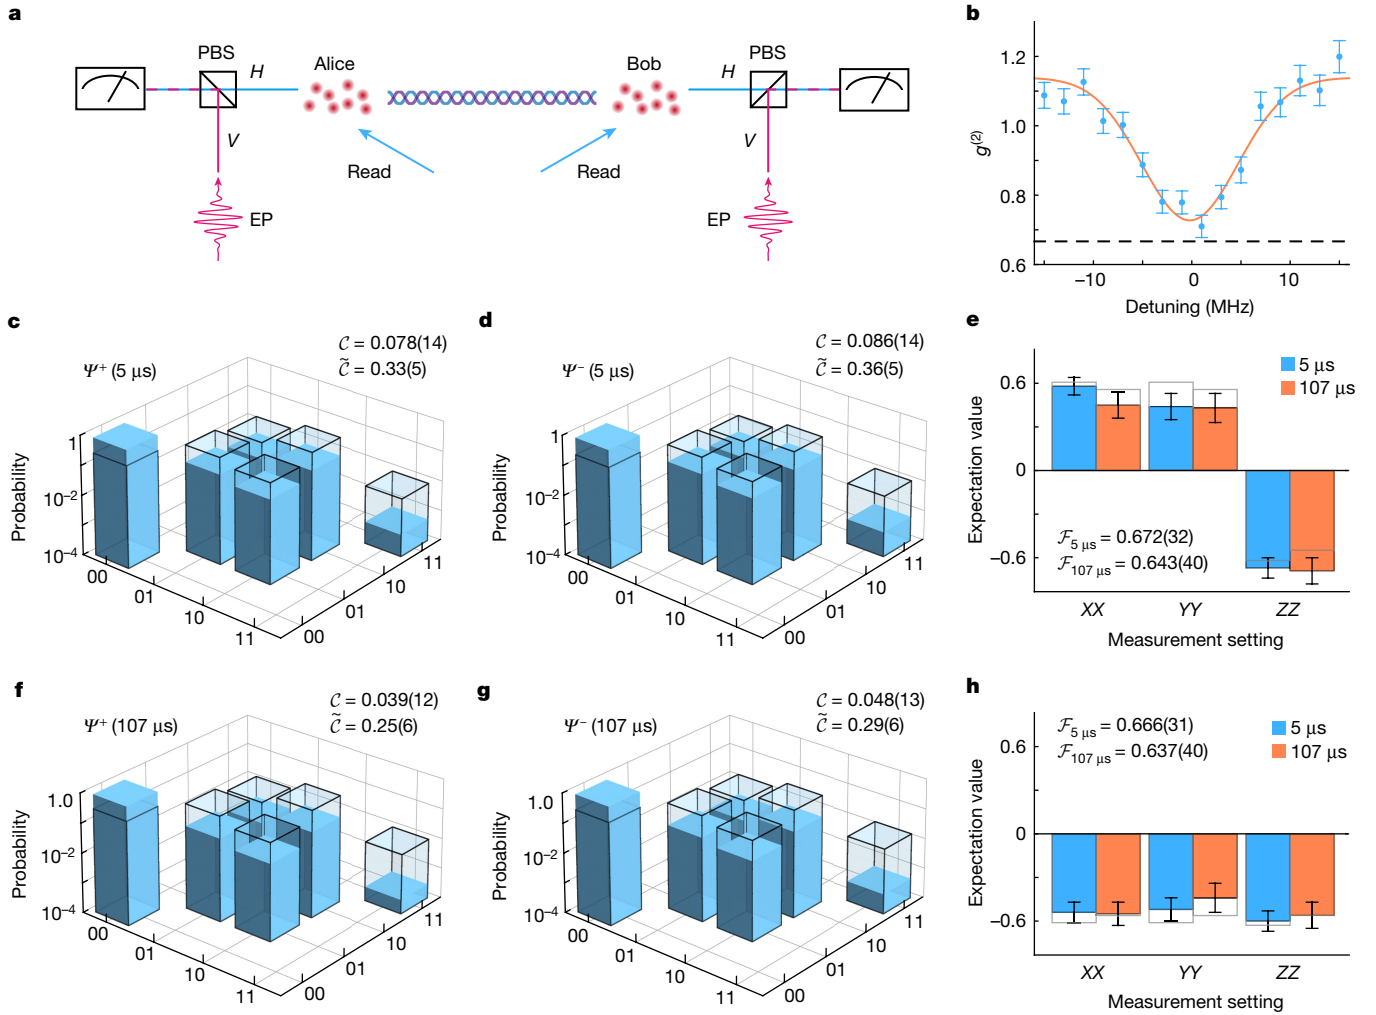 a
PBS
H
Alice
Bob
H
PBS
V
Read
Read
V
EP
EP
b
g(2)
1.2
1.0
0.8
0.6
−10
0
10
Detuning (MHz)
c
Ψ+ (5 μs)
C = 0.078(14)
C̃ = 0.33(5)
Probability
1
10−2
10−4
00
01
10
11
00
01
10
11
d
Ψ− (5 μs)
C = 0.086(14)
C̃ = 0.36(5)
Probability
1
10−2
10−4
00
01
10
11
00
01
10
11
e
Expectation value
0.6
0
−0.6
5 μs
107 μs
F5 μs = 0.672(32)
F107 μs = 0.643(40)
XX
YY
ZZ
Measurement setting
f
Ψ+ (107 μs)
C = 0.039(12)
C̃ = 0.25(6)
Probability
1.0
10−2
10−4
00
01
10
11
00
01
10
11
g
Ψ− (107 μs)
C = 0.048(13)
C̃ = 0.29(6)
Probability
1.0
10−2
10−4
00
01
10
11
00
01
10
11
h
Expectation value
0.6
0
−0.6
F5 μs = 0.666(31)
F107 μs = 0.637(40)
5 μs
107 μs
XX
YY
ZZ
Measurement setting